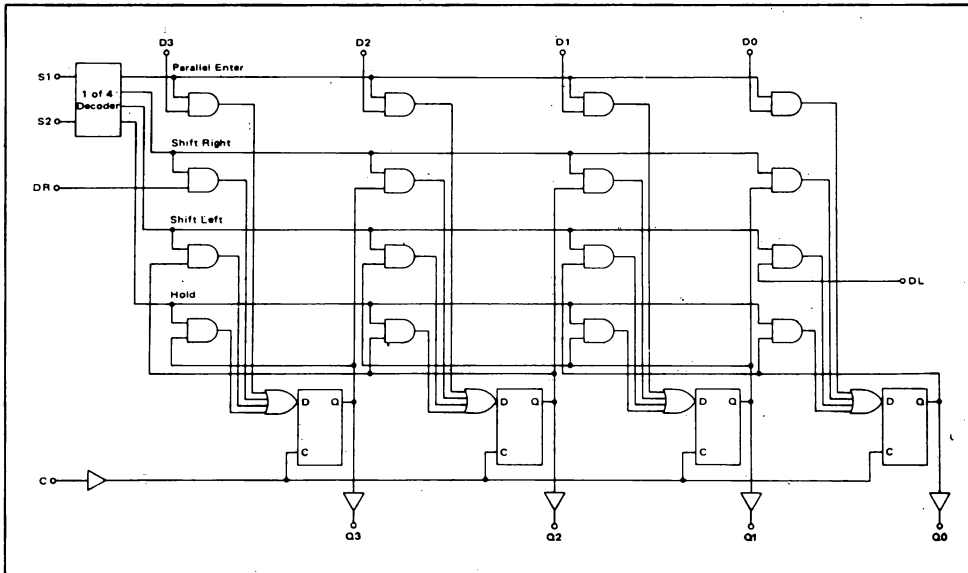 D3 D2 D1 D0
Parallel Enter
S1
1 of 4
Decoder
S2
Shift Right
DR
Shift Left
DL
Hold
D Q D Q D Q D Q
C C C C
C
Q3 Q2 Q1 Q0